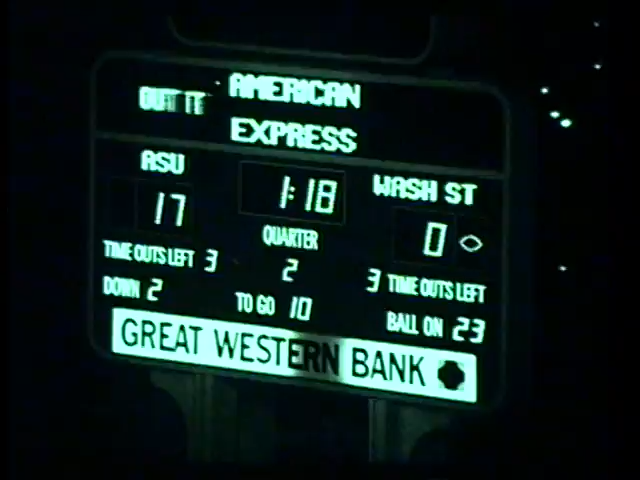 AMERICAN
EXPRESS
ASU
1:18
WASH ST
17
QUARTER
0
TIME OUTS LEFT 3
2
3 TIME OUTS LEFT
DOWN 2
TO GO 10
BALL ON 23
GREAT WESTERN BANK